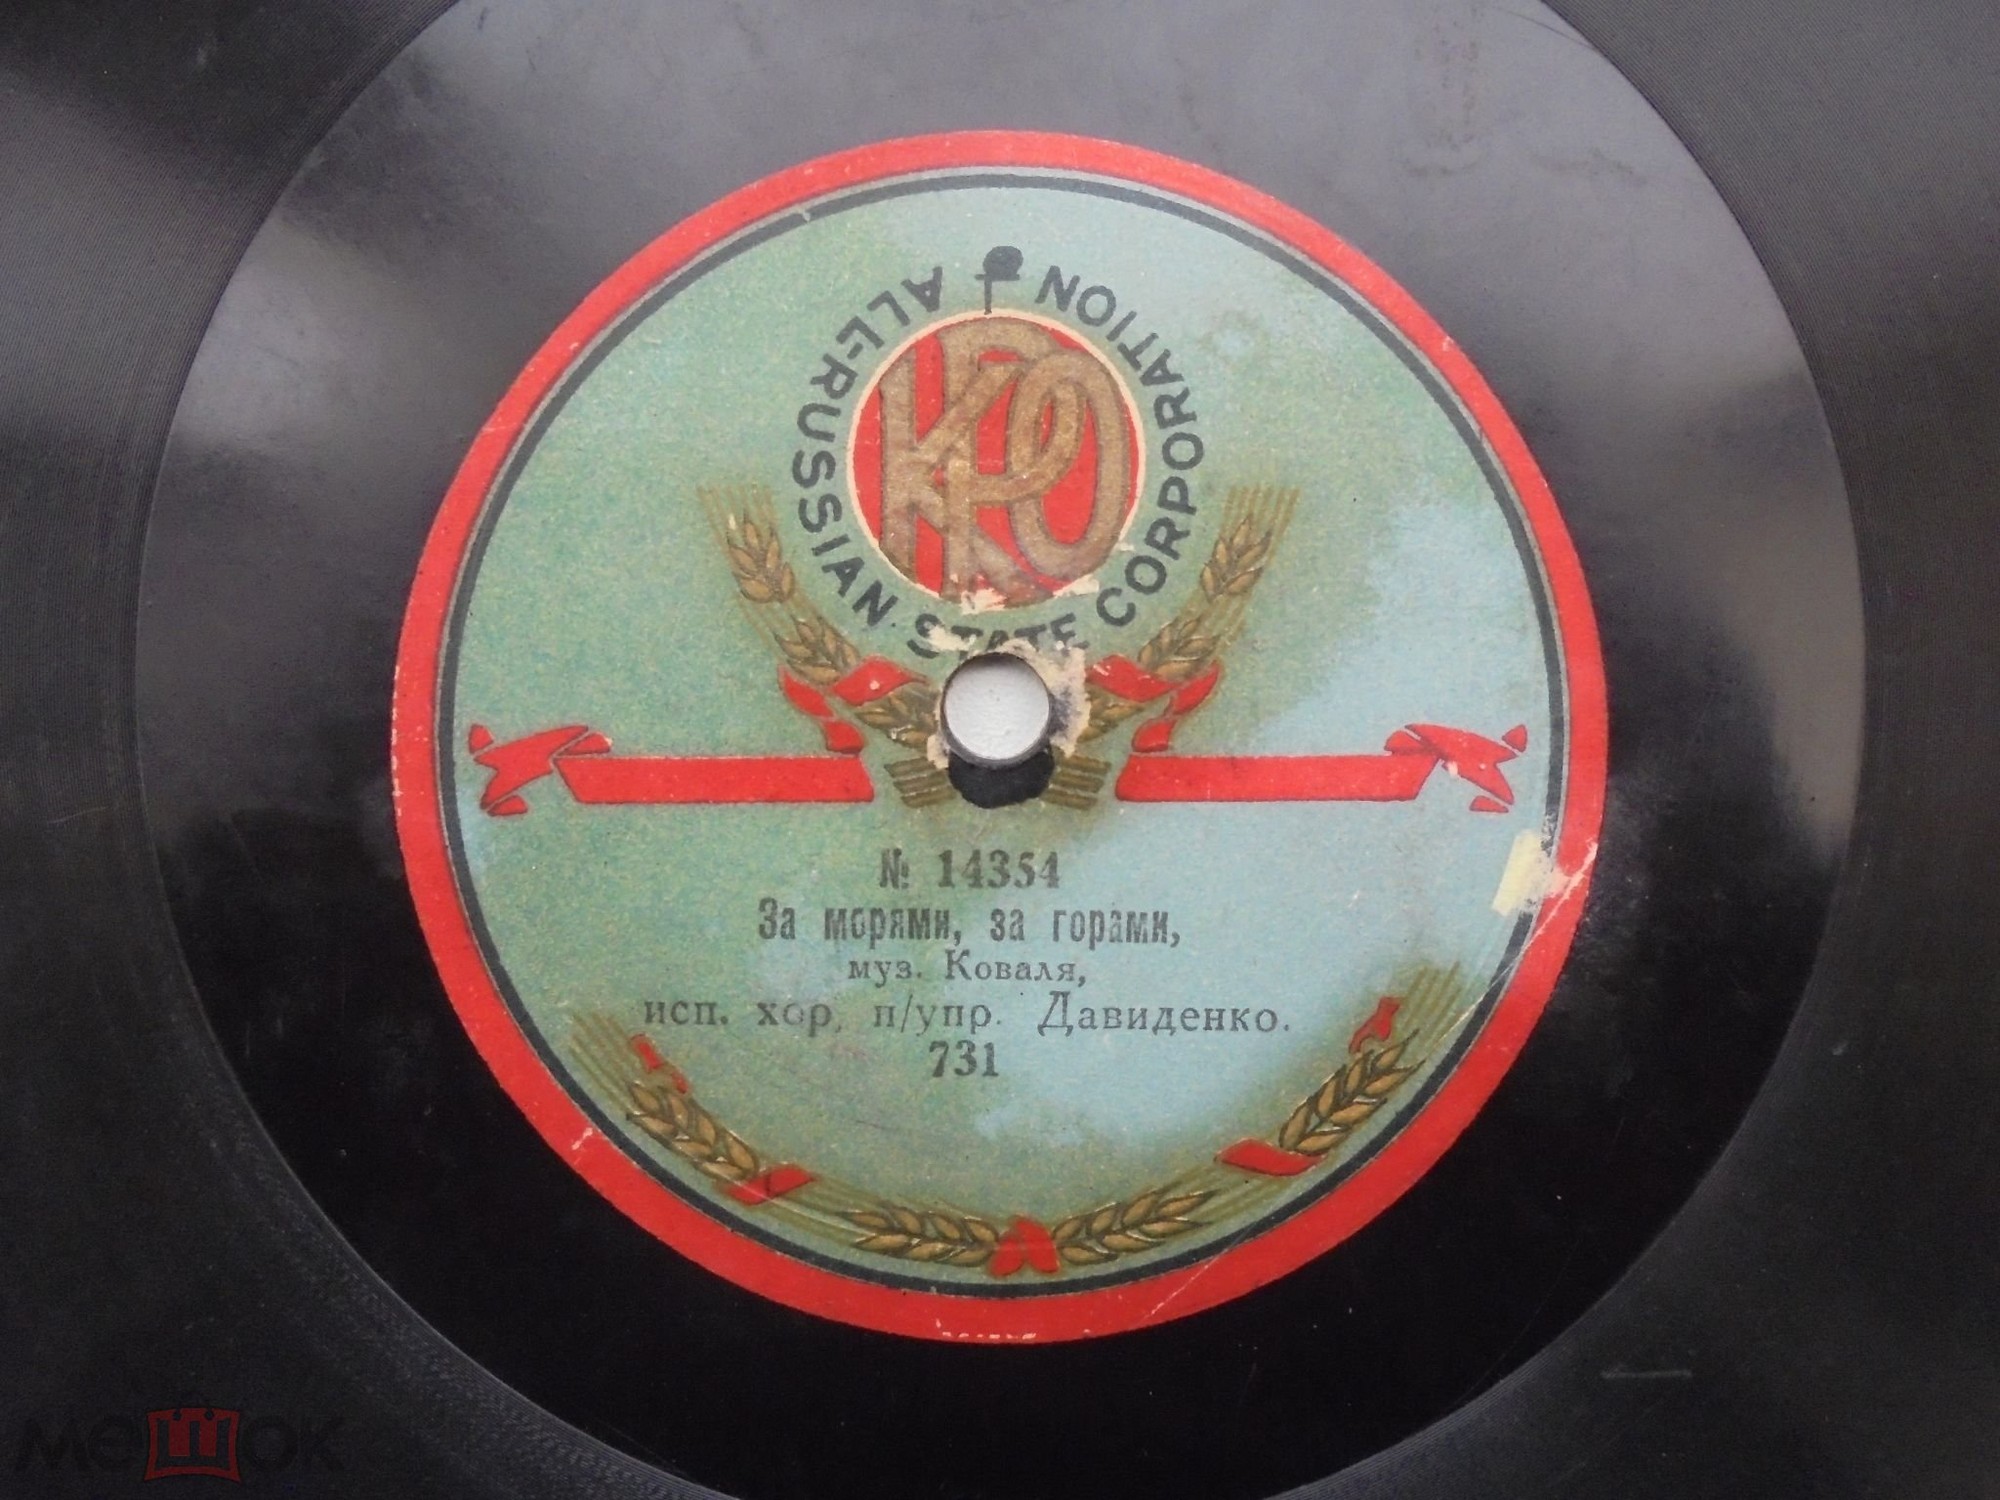 ALL-RUSSIAN STATE CORPORATION
КРО
№ 14354
За морями, за горами,
муз. Коваля,
исп. хор, п/упр. Давиденко.
731
мешок